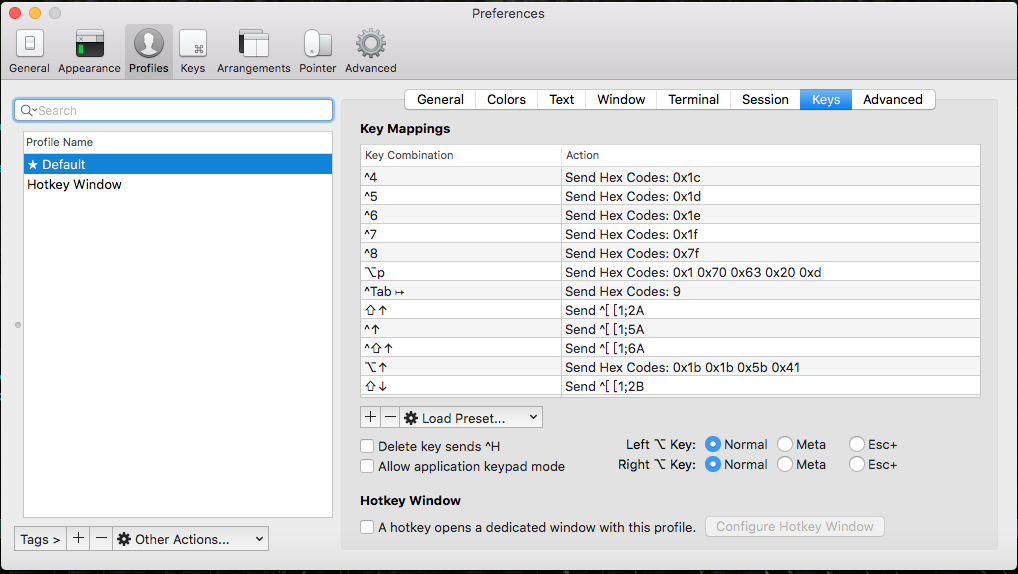 Preferences
General Appearance Profiles Keys Arrangements Pointer Advanced
Search
Profile Name
★ Default
Hotkey Window
Tags > + − Other Actions...
General Colors Text Window Terminal Session Keys Advanced
Key Mappings
Key Combination Action
^4 Send Hex Codes: 0x1c
^5 Send Hex Codes: 0x1d
^6 Send Hex Codes: 0x1e
^7 Send Hex Codes: 0x1f
^8 Send Hex Codes: 0x7f
⌥p Send Hex Codes: 0x1 0x70 0x63 0x20 0xd
^Tab ↦ Send Hex Codes: 9
⇧↑ Send ^[ [1;2A
^↑ Send ^[ [1;5A
^⇧↑ Send ^[ [1;6A
⌥↑ Send Hex Codes: 0x1b 0x1b 0x5b 0x41
⇧↓ Send ^[ [1;2B
+ − Load Preset...
Delete key sends ^H
Allow application keypad mode
Left ⌥ Key: Normal Meta Esc+
Right ⌥ Key: Normal Meta Esc+
Hotkey Window
A hotkey opens a dedicated window with this profile. Configure Hotkey Window